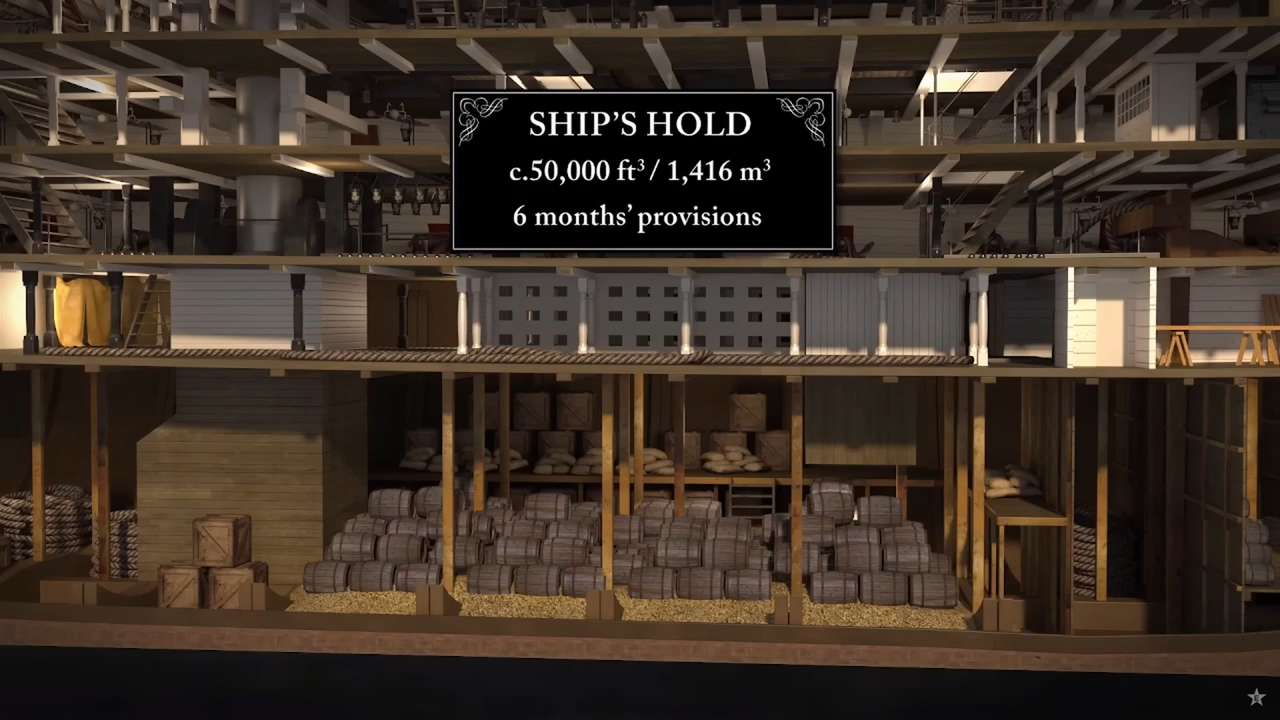 SHIP’S HOLD
c.50,000 ft³ / 1,416 m³
6 months’ provisions